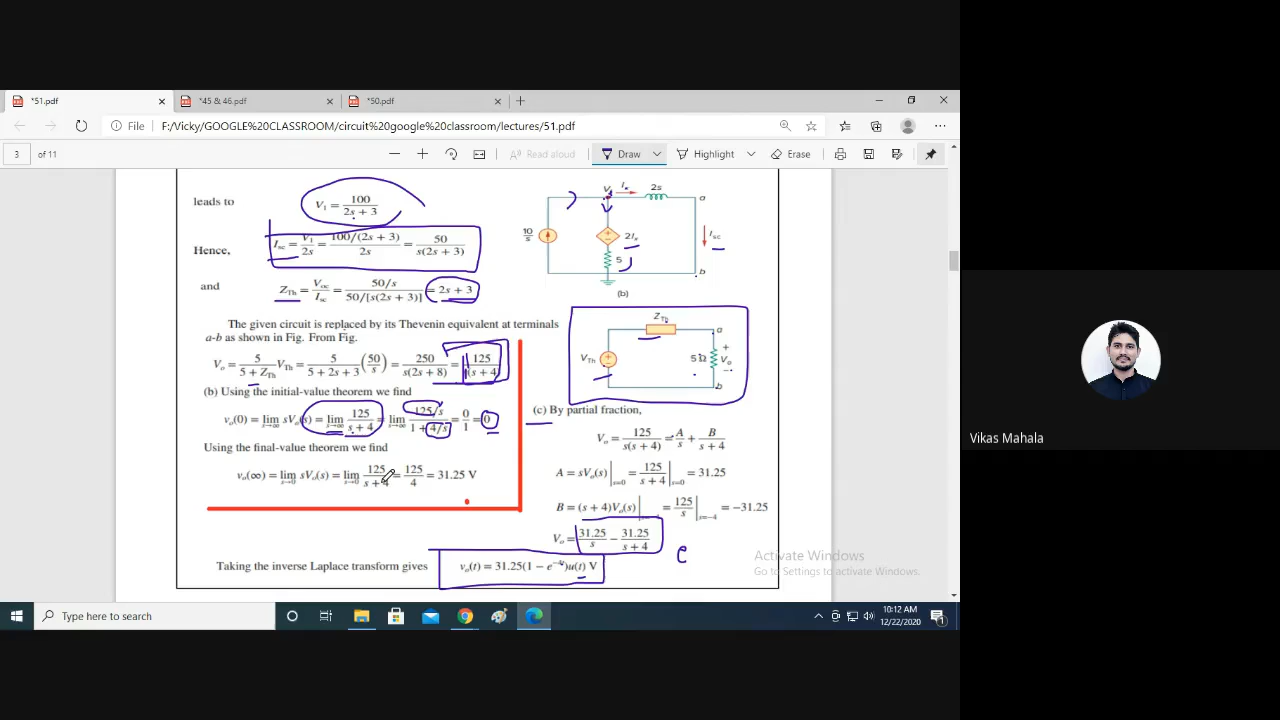 *51.pdf
*45 & 46.pdf
*50.pdf
File
F:/Vicky/GOOGLE%20CLASSROOM/circuit%20google%20classroom/lectures/51.pdf
3 of 11
Read aloud
Draw
Highlight
Erase
leads to V₁ = 100/(2s + 3)
Hence, I_sc = V₁/2s = 100/(2s + 3)/2s = 50/s(2s + 3)
and Z_Th = V_oc/I_sc = (50/s)/(50/[s(2s + 3)]) = 2s + 3
The given circuit is replaced by its Thevenin equivalent at terminals
a-b as shown in Fig. From Fig.
V_o = 5/(5 + Z_Th) V_Th = 5/(5 + 2s + 3) (50/s) = 250/s(2s + 8) = 125/s(s + 4)
(b) Using the initial-value theorem we find
v_o(0) = lim s→∞ sV_o(s) = lim s→∞ 125/(s + 4) = lim s→∞ (125/s)/(1 + 4/s) = 0/1 = 0
Using the final-value theorem we find
v_o(∞) = lim s→0 sV_o(s) = lim s→0 125/(s + 4) = 125/4 = 31.25 V
V₁
I_x
2s
a
10/s
2I_x
5
I_sc
b
(b)
Z_Th
a
V_Th
5 Ω
+
V_o
−
b
(c) By partial fraction,
V_o = 125/s(s + 4) = A/s + B/(s + 4)
A = sV_o(s)|s=0 = 125/(s + 4)|s=0 = 31.25
B = (s + 4)V_o(s)|s=−4 = 125/s|s=−4 = −31.25
V_o = 31.25/s − 31.25/(s + 4)
e
Taking the inverse Laplace transform gives v_o(t) = 31.25(1 − e^−4t)u(t) V
Activate Windows
Go to Settings to activate Windows.
Vikas Mahala
Type here to search
10:12 AM
12/22/2020
1